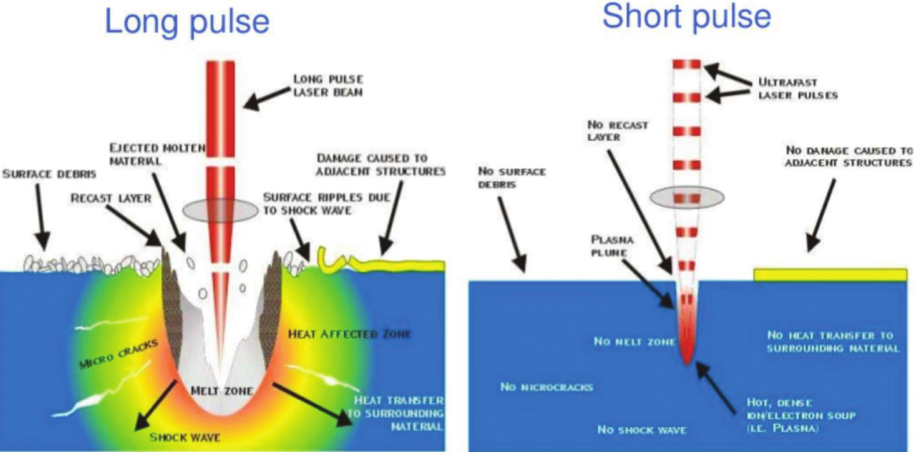 Long pulse
LONG PULSE
LASER BEAM
EJECTED MOLTEN
MATERIAL
SURFACE DEBRIS
RECAST LAYER
DAMAGE CAUSED TO
ADJACENT STRUCTURES
SURFACE RIPPLES DUE
TO SHOCK WAVE
HEAT AFFECTED ZONE
MICRO CRACKS
MELT ZONE
HEAT TRANSFER
TO SURROUNDING
MATERIAL
SHOCK WAVE
Short pulse
ULTRAFAST
LASER PULSES
NO RECAST
LAYER
NO DAMAGE CAUSED TO
ADJACENT STRUCTURES
NO SURFACE
DEBRIS
PLASMA
PLUME
NO MELT ZONE
NO HEAT TRANSFER TO
SURROUNDING MATERIAL
NO MICROCRACKS
HOT, DENSE
ION/ELECTRON SOUP
(I.E. PLASMA)
NO SHOCK WAVE